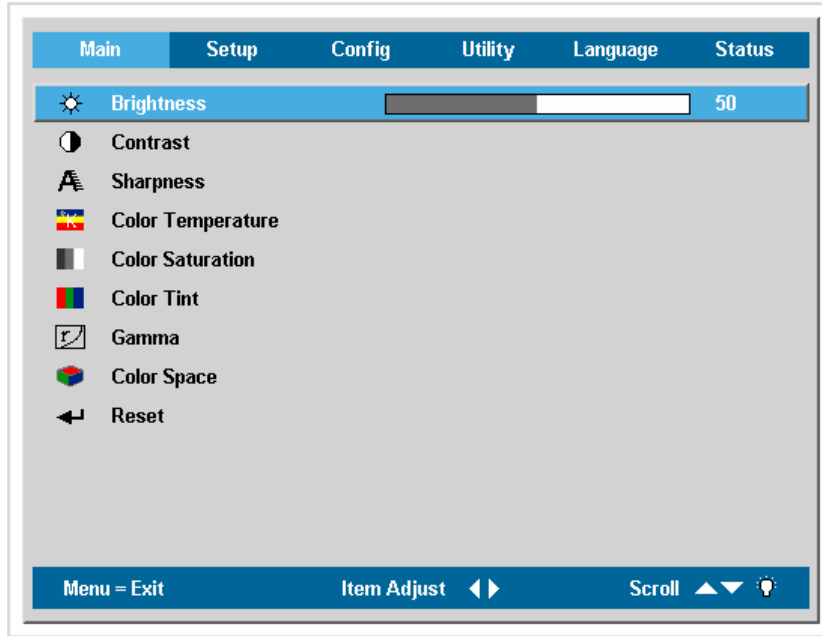 Main Setup Config Utility Language Status
Brightness 50
Contrast
Sharpness
Color Temperature
Color Saturation
Color Tint
Gamma
Color Space
Reset
Menu = Exit Item Adjust Scroll